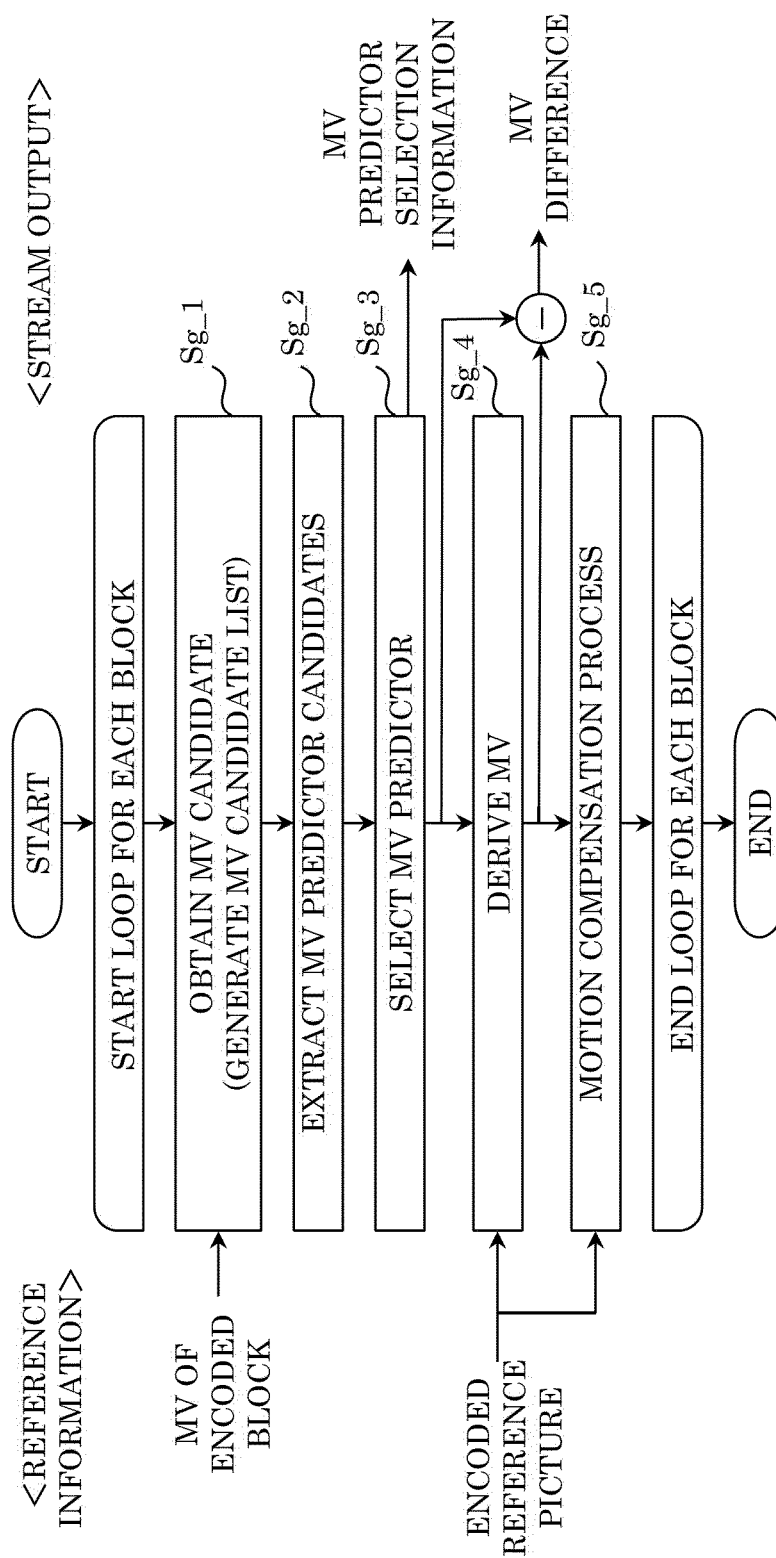 <REFERENCE
INFORMATION>
<STREAM OUTPUT>
START
START LOOP FOR EACH BLOCK
MV OF
ENCODED
BLOCK
OBTAIN MV CANDIDATE
(GENERATE MV CANDIDATE LIST)
Sg_1
EXTRACT MV PREDICTOR CANDIDATES
Sg_2
SELECT MV PREDICTOR
Sg_3
MV
PREDICTOR
SELECTION
INFORMATION
ENCODED
REFERENCE
PICTURE
DERIVE MV
Sg_4
−
MV
DIFFERENCE
MOTION COMPENSATION PROCESS
Sg_5
END LOOP FOR EACH BLOCK
END